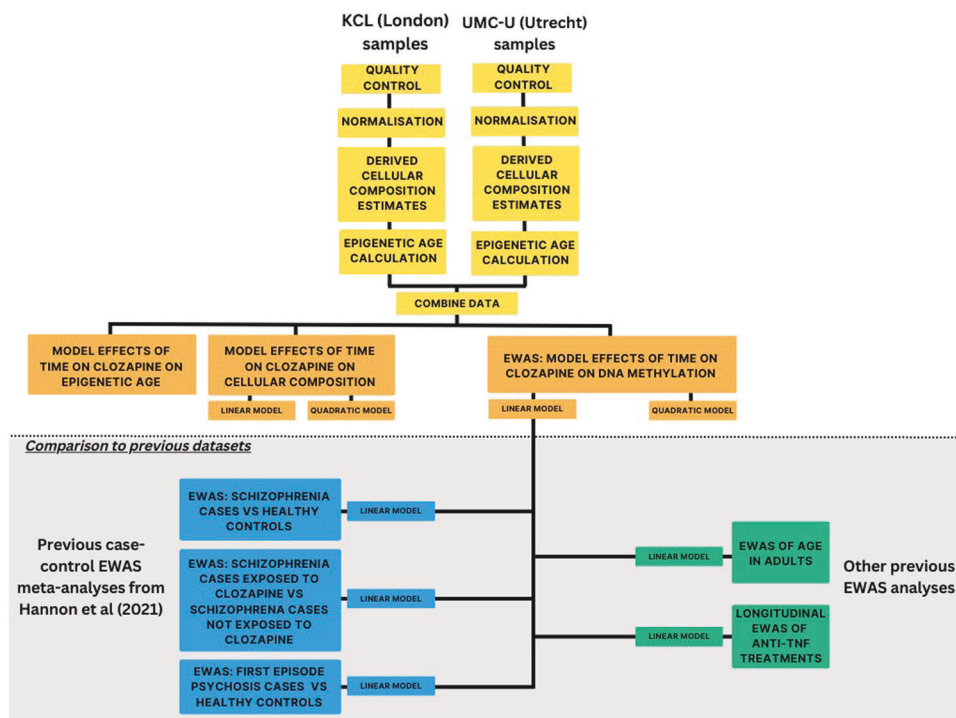 KCL (London)
samples
UMC-U (Utrecht)
samples
QUALITY
CONTROL
QUALITY
CONTROL
NORMALISATION
NORMALISATION
DERIVED
CELLULAR
COMPOSITION
ESTIMATES
DERIVED
CELLULAR
COMPOSITION
ESTIMATES
EPIGENETIC AGE
CALCULATION
EPIGENETIC AGE
CALCULATION
COMBINE DATA
MODEL EFFECTS OF
TIME ON CLOZAPINE ON
EPIGENETIC AGE
MODEL EFFECTS OF TIME
ON CLOZAPINE ON
CELLULAR COMPOSITION
LINEAR MODEL
QUADRATIC MODEL
EWAS: MODEL EFFECTS OF TIME ON
CLOZAPINE ON DNA METHYLATION
LINEAR MODEL
QUADRATIC MODEL
Comparison to previous datasets
Previous case-
control EWAS
meta-analyses from
Hannon et al (2021)
EWAS: SCHIZOPHRENIA
CASES VS HEALTHY
CONTROLS
LINEAR MODEL
EWAS: SCHIZOPHRENIA
CASES EXPOSED TO
CLOZAPINE VS
SCHIZOPHRENA CASES
NOT EXPOSED TO
CLOZAPINE
LINEAR MODEL
EWAS: FIRST EPISODE
PSYCHOSIS CASES VS
HEALTHY CONTROLS
LINEAR MODEL
LINEAR MODEL
EWAS OF AGE
IN ADULTS
LINEAR MODEL
LONGITUDINAL
EWAS OF
ANTI-TNF
TREATMENTS
Other previous
EWAS analyses